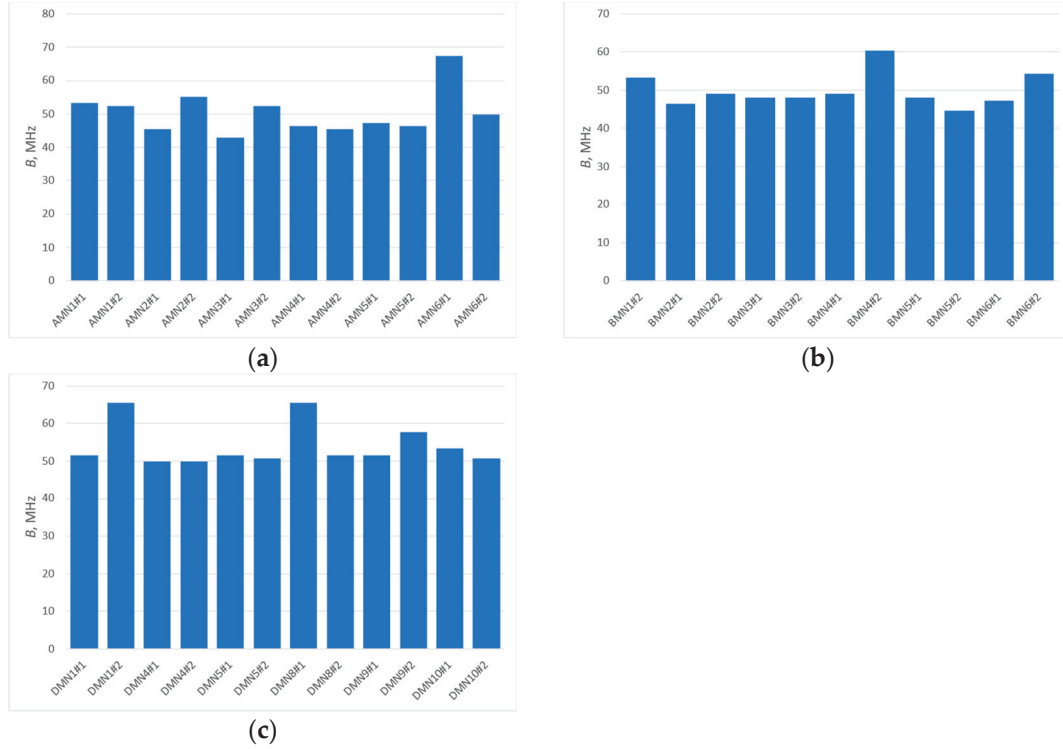 80
70
60
50
40
30
20
10
0
B, MHz
AMN1#1
AMN1#2
AMN2#1
AMN2#2
AMN3#1
AMN3#2
AMN4#1
AMN4#2
AMN5#1
AMN5#2
AMN6#1
AMN6#2
(a)
70
60
50
40
30
20
10
0
B, MHz
BMN1#2
BMN2#1
BMN2#2
BMN3#1
BMN3#2
BMN4#1
BMN4#2
BMN5#1
BMN5#2
BMN6#1
BMN6#2
(b)
70
60
50
40
30
20
10
0
B, MHz
DMN1#1
DMN1#2
DMN4#1
DMN4#2
DMN5#1
DMN5#2
DMN8#1
DMN8#2
DMN9#1
DMN9#2
DMN10#1
DMN10#2
(c)